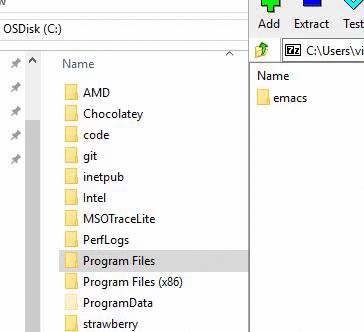 OSDisk (C:)
Name
AMD
Chocolatey
code
git
inetpub
Intel
MSOTraceLite
PerfLogs
Program Files
Program Files (x86)
ProgramData
strawberry
Add Extract Test
7z C:\Users\vi
Name
emacs